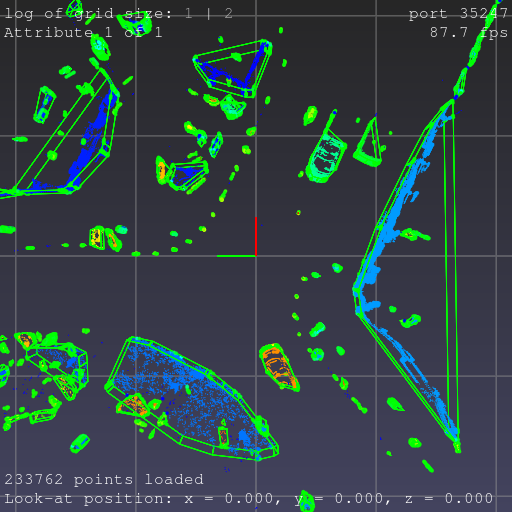 log of grid size: 1 | 2
port 35247
Attribute 1 of 1
87.7 fps
233762 points loaded
Look-at position: x = 0.000, y = 0.000, z = 0.000